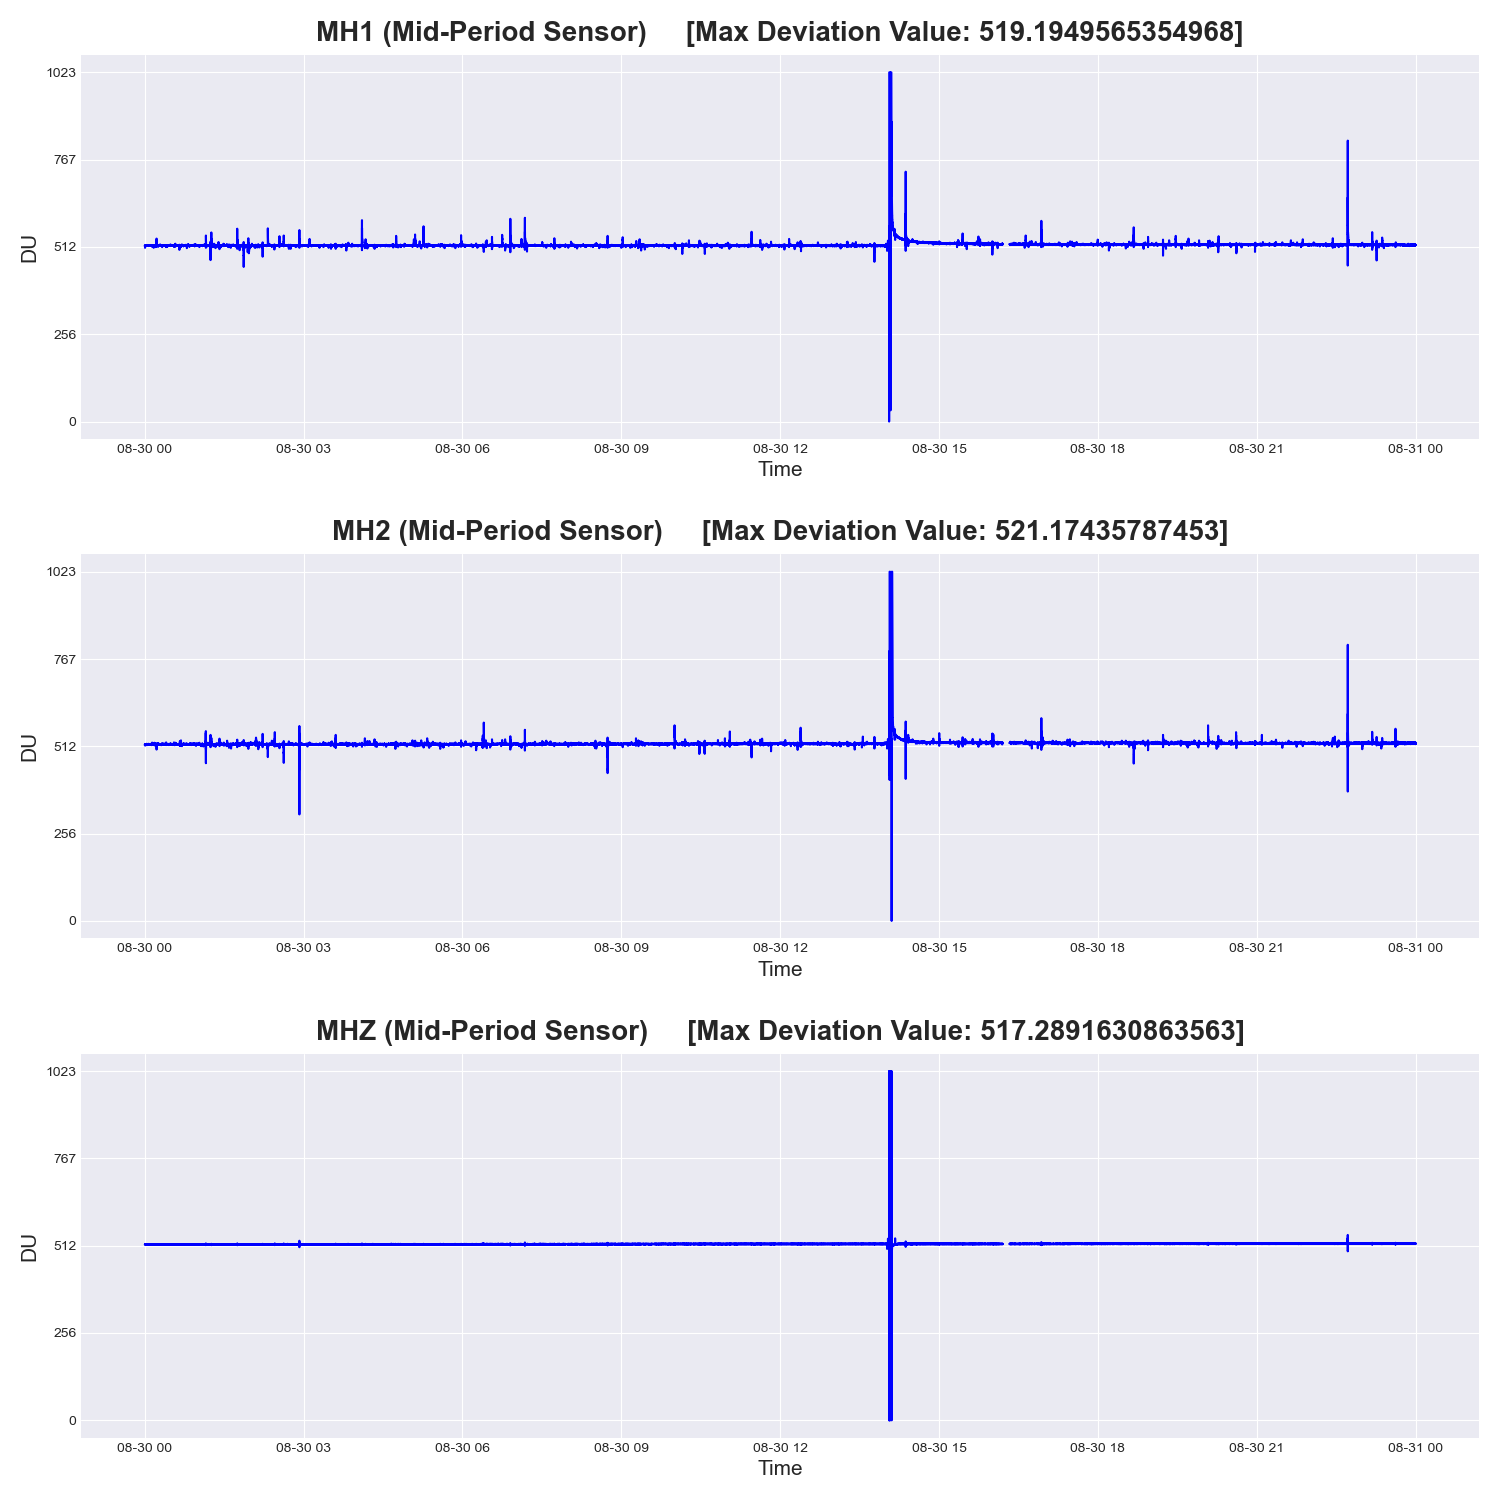 MH1 (Mid-Period Sensor) [Max Deviation Value: 519.1949565354968]
1023
767
512
256
0
DU
08-30 00 08-30 03 08-30 06 08-30 09 08-30 12 08-30 15 08-30 18 08-30 21 08-31 00
Time
MH2 (Mid-Period Sensor) [Max Deviation Value: 521.17435787453]
1023
767
512
256
0
DU
08-30 00 08-30 03 08-30 06 08-30 09 08-30 12 08-30 15 08-30 18 08-30 21 08-31 00
Time
MHZ (Mid-Period Sensor) [Max Deviation Value: 517.2891630863563]
1023
767
512
256
0
DU
08-30 00 08-30 03 08-30 06 08-30 09 08-30 12 08-30 15 08-30 18 08-30 21 08-31 00
Time